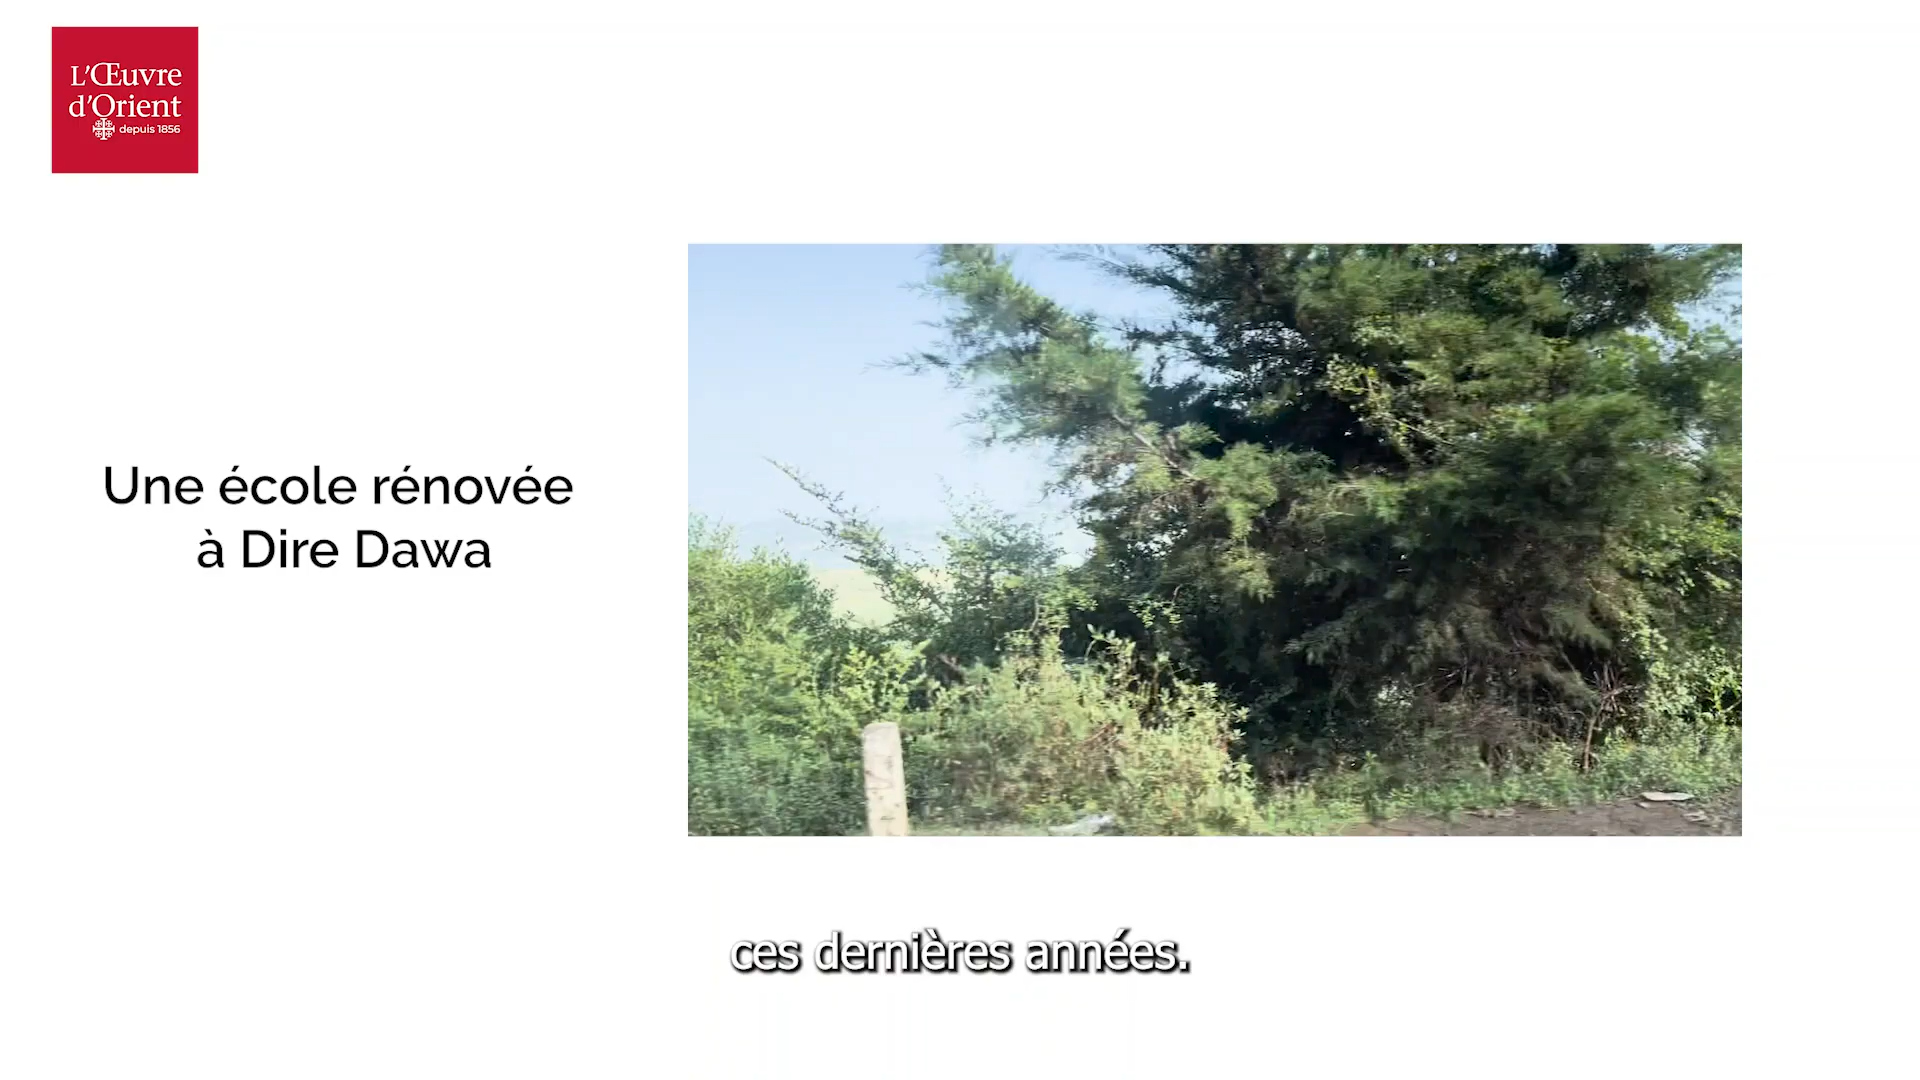 L'Œuvre
d'Orient
depuis 1856
Une école rénovée
à Dire Dawa
ces dernières années.